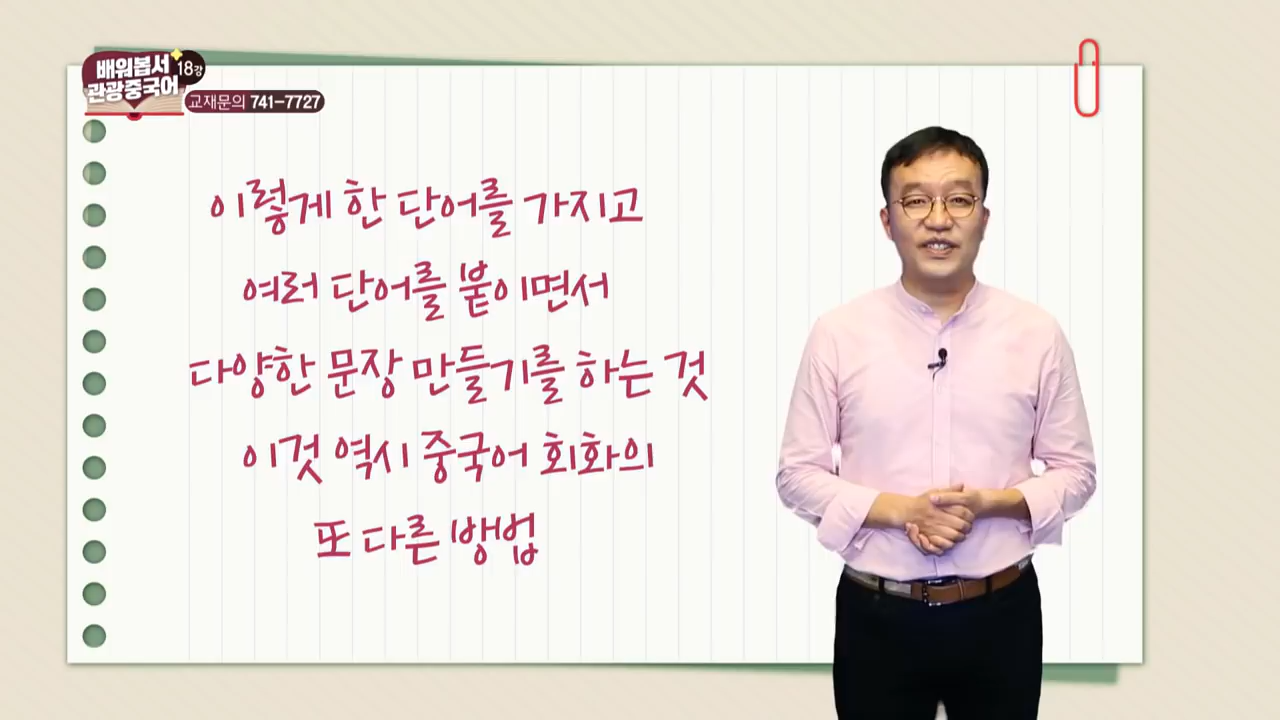 배워봅서 18강
관광중국어
교재문의 741-7727
이렇게 한 단어를 가지고
여러 단어를 붙이면서
다양한 문장 만들기를 하는 것
이것 역시 중국어 회화의
또 다른 방법